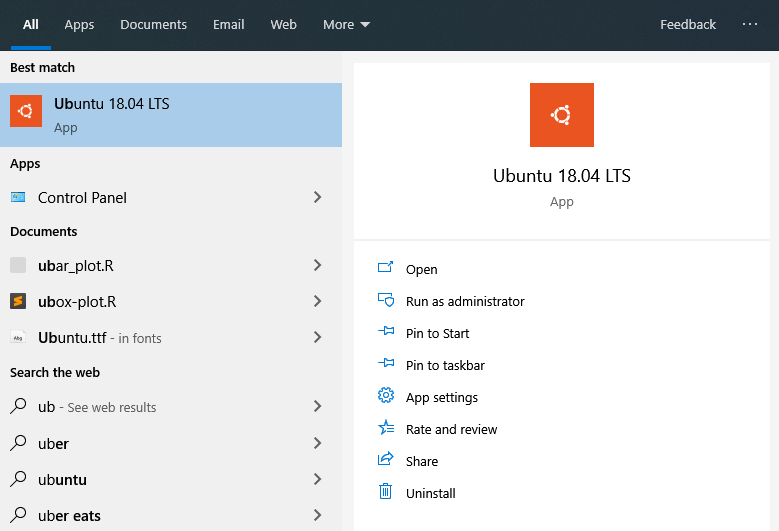 All Apps Documents Email Web More Feedback ...
Best match
Ubuntu 18.04 LTS
App
Apps
Control Panel
Documents
ubar_plot.R
ubox-plot.R
Ubuntu.ttf - in fonts
Search the web
ub - See web results
uber
ubuntu
uber eats
Ubuntu 18.04 LTS
App
Open
Run as administrator
Pin to Start
Pin to taskbar
App settings
Rate and review
Share
Uninstall